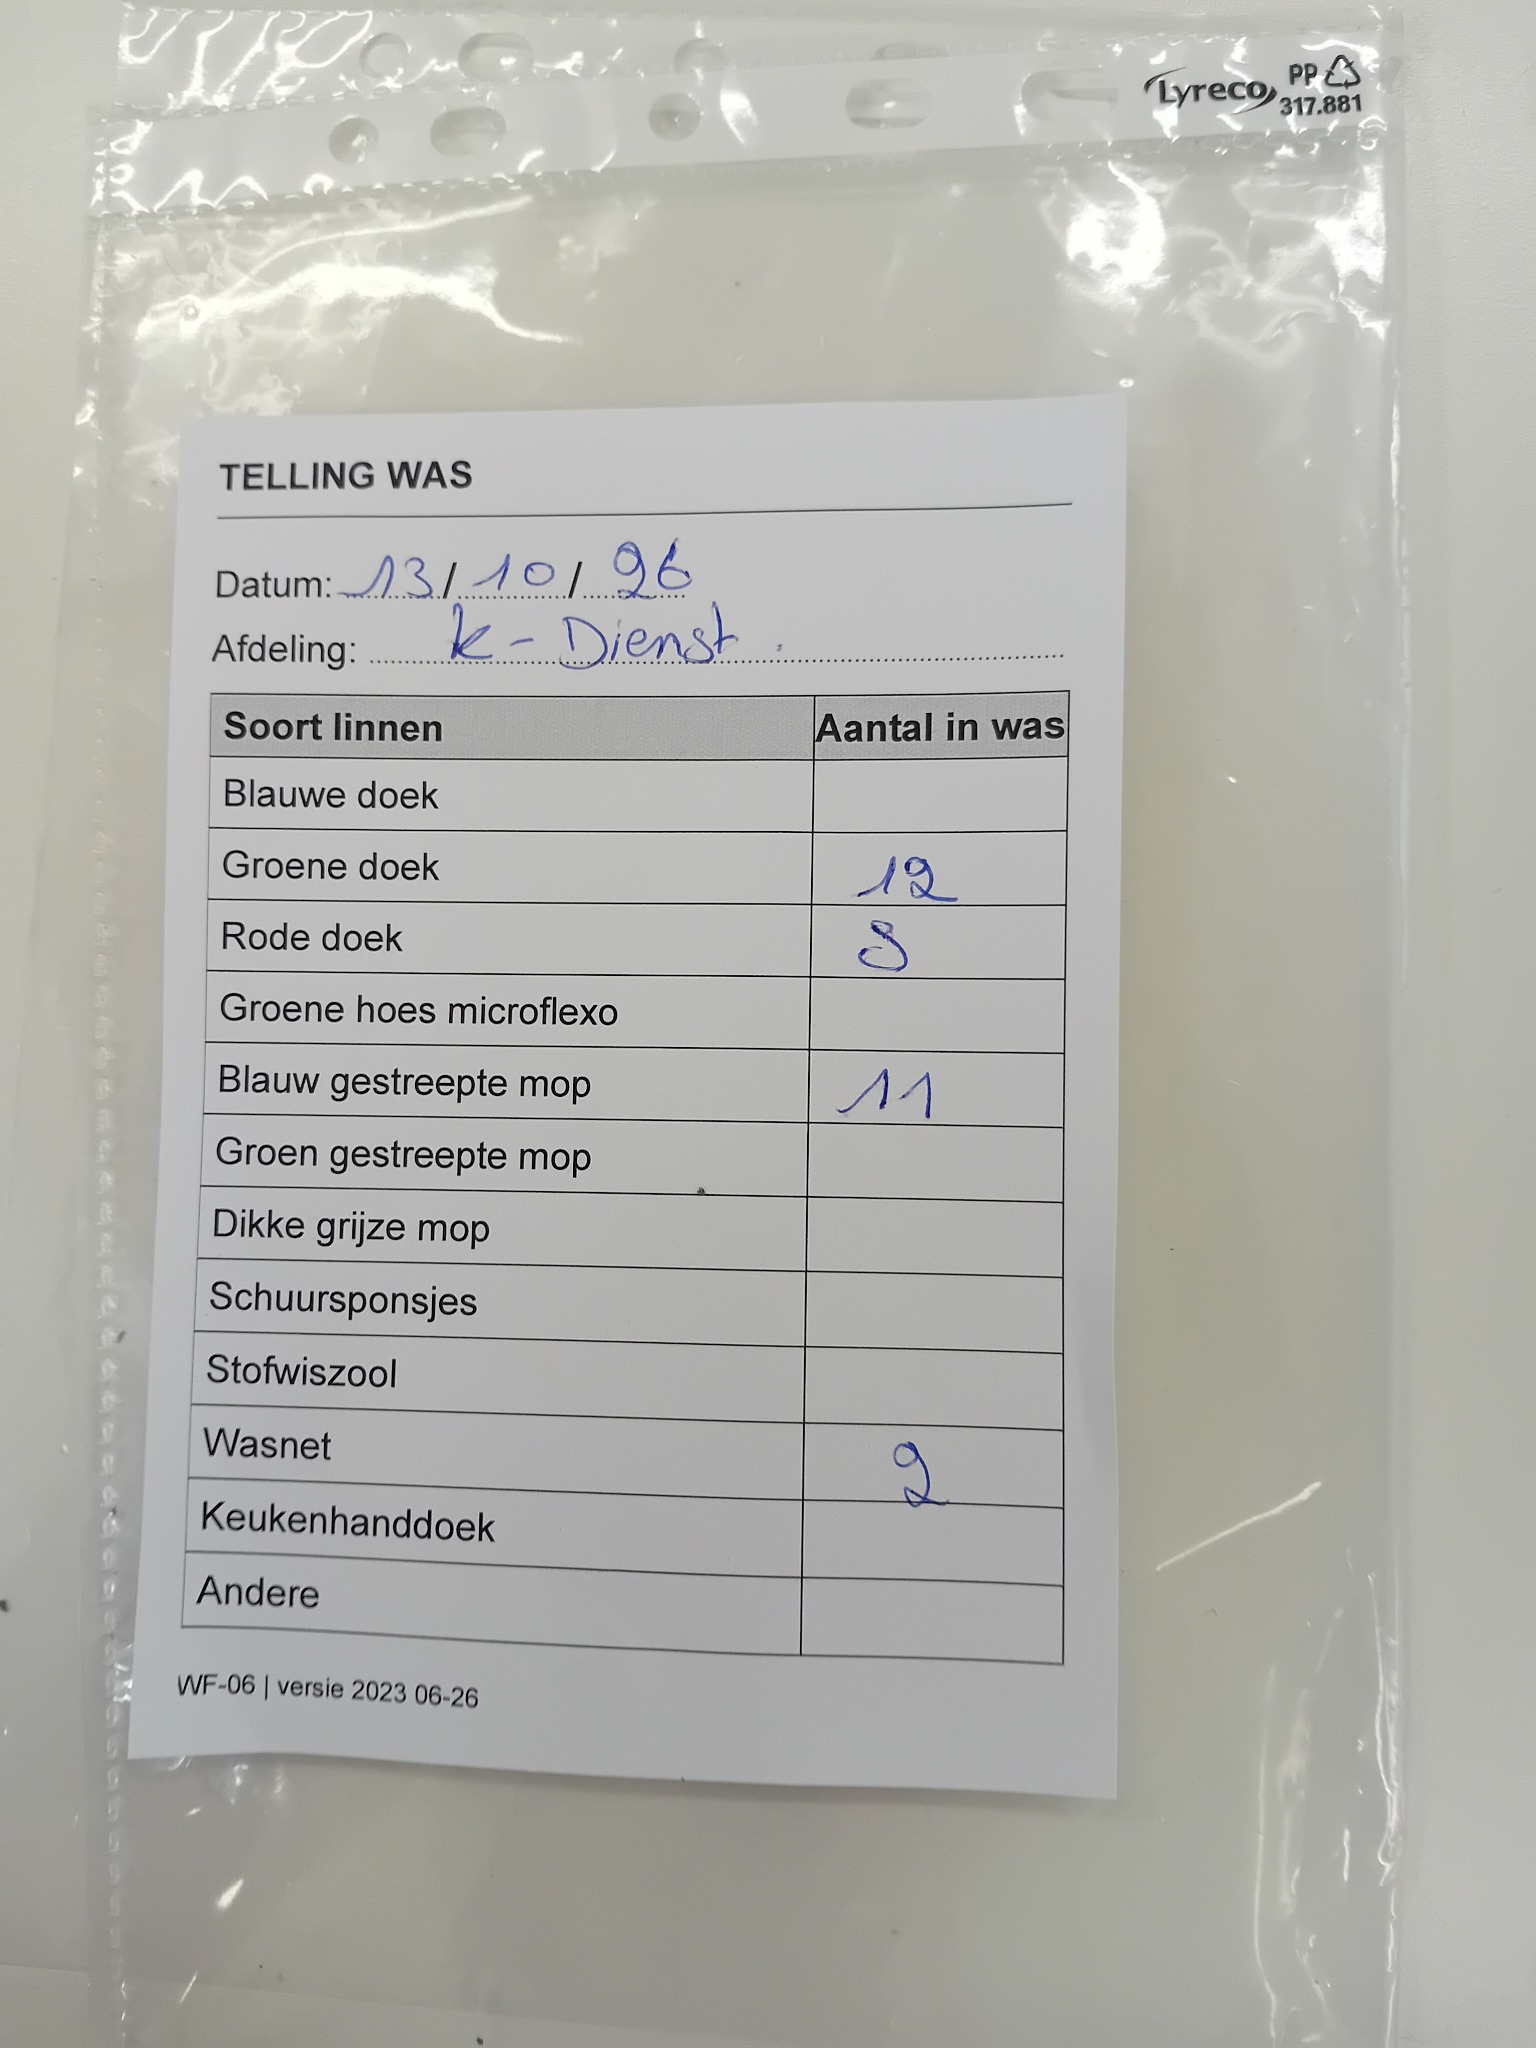 Lyreco PP
317.881
TELLING WAS
Datum: 13/10/26
Afdeling: k-Dienst.
Soort linnen Aantal in was
Blauwe doek
Groene doek 12
Rode doek 8
Groene hoes microflexo
Blauw gestreepte mop 11
Groen gestreepte mop
Dikke grijze mop
Schuursponsjes
Stofwiszool
Wasnet 2
Keukenhanddoek
Andere
WF-06 | versie 2023 06-26